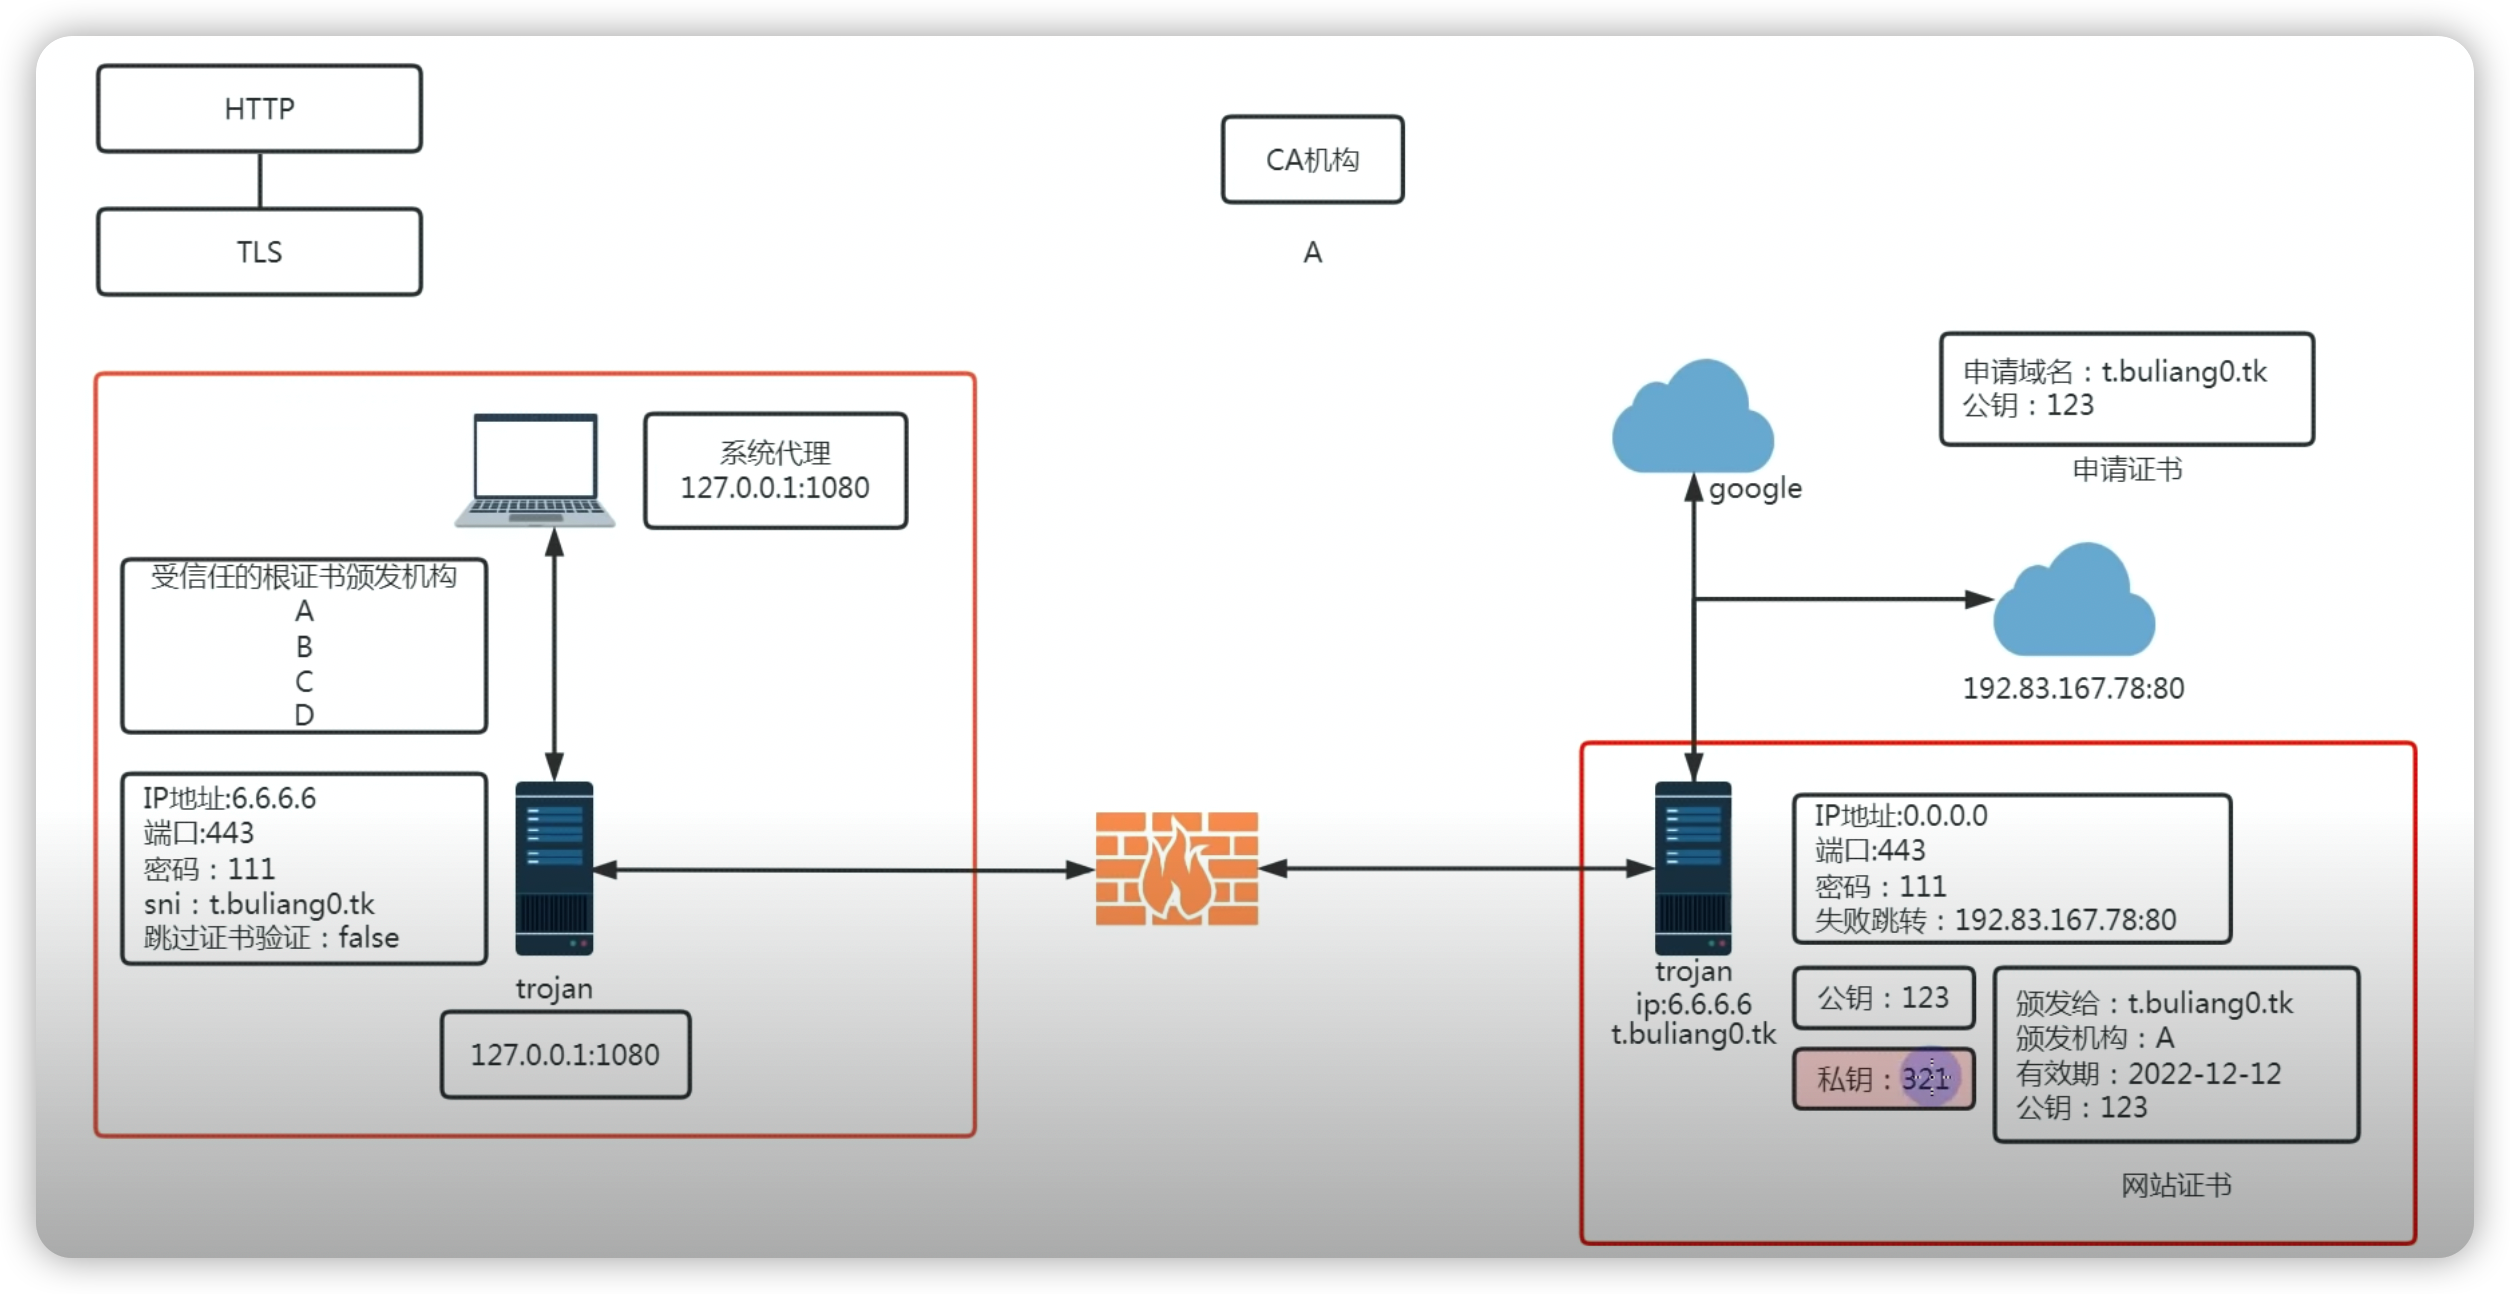 HTTP
TLS
CA机构
A
系统代理
127.0.0.1:1080
受信任的根证书颁发机构
A
B
C
D
IP地址:6.6.6.6
端口:443
密码：111
sni：t.buliang0.tk
跳过证书验证：false
trojan
127.0.0.1:1080
google
申请域名：t.buliang0.tk
公钥：123
申请证书
192.83.167.78:80
trojan
ip:6.6.6.6
t.buliang0.tk
IP地址:0.0.0.0
端口:443
密码：111
失败跳转：192.83.167.78:80
公钥：123
私钥：321
颁发给：t.buliang0.tk
颁发机构：A
有效期：2022-12-12
公钥：123
网站证书